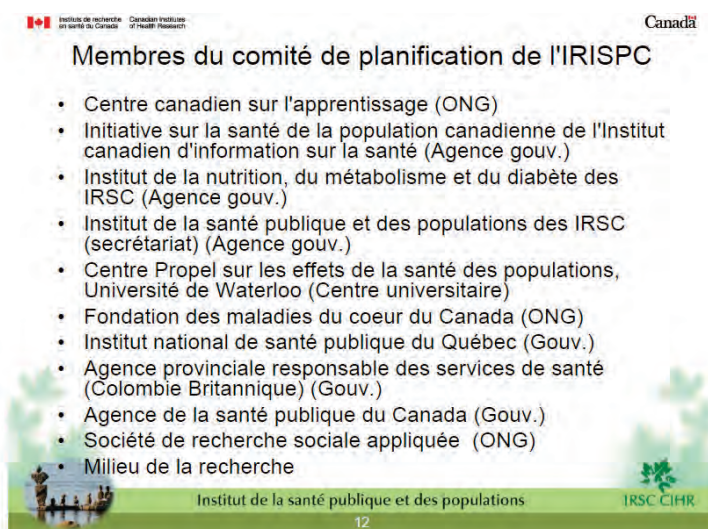 Instituts de recherche Canadian Institutes
en santé du Canada of Health Research
Canada
Membres du comité de planification de l'IRISPC
• Centre canadien sur l'apprentissage (ONG)
• Initiative sur la santé de la population canadienne de l'Institut
canadien d'information sur la santé (Agence gouv.)
• Institut de la nutrition, du métabolisme et du diabète des
IRSC (Agence gouv.)
• Institut de la santé publique et des populations des IRSC
(secrétariat) (Agence gouv.)
• Centre Propel sur les effets de la santé des populations,
Université de Waterloo (Centre universitaire)
• Fondation des maladies du coeur du Canada (ONG)
• Institut national de santé publique du Québec (Gouv.)
• Agence provinciale responsable des services de santé
(Colombie Britannique) (Gouv.)
• Agence de la santé publique du Canada (Gouv.)
• Société de recherche sociale appliquée (ONG)
• Milieu de la recherche
Institut de la santé publique et des populations
IRSC CIHR
12